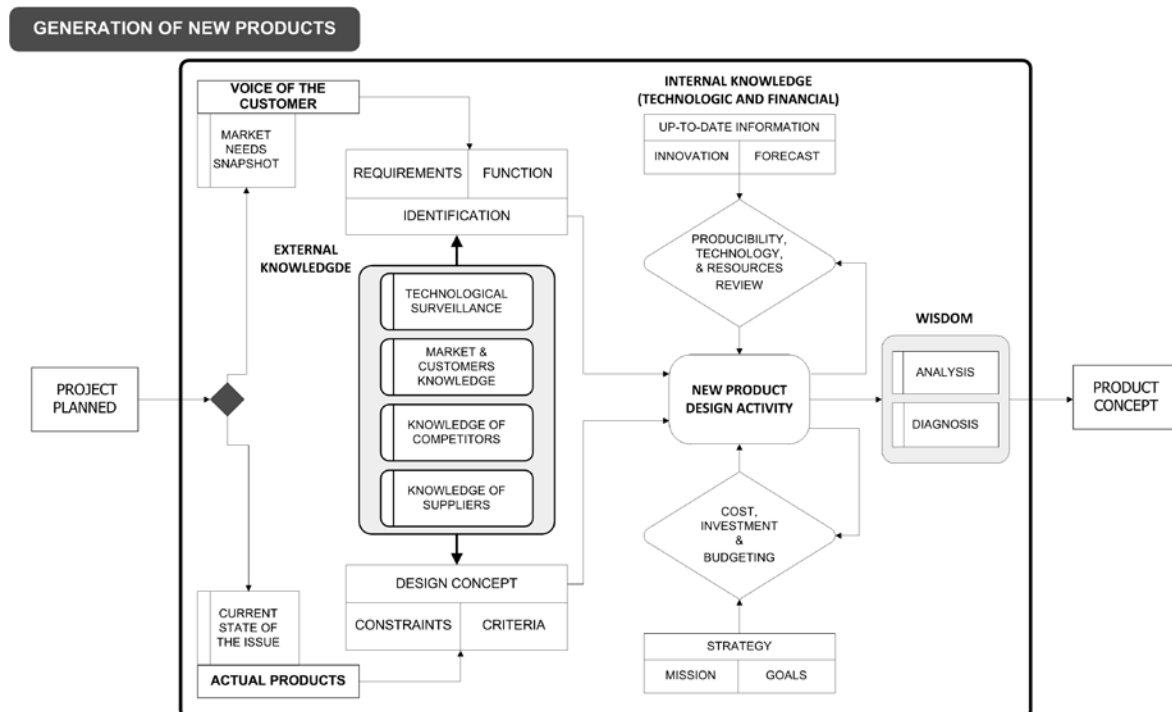 GENERATION OF NEW PRODUCTS
VOICE OF THE
CUSTOMER
MARKET
NEEDS
SNAPSHOT
REQUIREMENTS
FUNCTION
IDENTIFICATION
EXTERNAL
KNOWLEDGDE
TECHNOLOGICAL
SURVEILLANCE
MARKET &
CUSTOMERS
KNOWLEDGE
KNOWLEDGE OF
COMPETITORS
KNOWLEDGE OF
SUPPLIERS
PROJECT
PLANNED
DESIGN CONCEPT
CONSTRAINTS
CRITERIA
CURRENT
STATE OF
THE ISSUE
ACTUAL PRODUCTS
INTERNAL KNOWLEDGE
(TECHNOLOGIC AND FINANCIAL)
UP-TO-DATE INFORMATION
INNOVATION
FORECAST
PRODUCIBILITY,
TECHNOLOGY,
& RESOURCES
REVIEW
NEW PRODUCT
DESIGN ACTIVITY
COST,
INVESTMENT
&
BUDGETING
STRATEGY
MISSION
GOALS
WISDOM
ANALYSIS
DIAGNOSIS
PRODUCT
CONCEPT